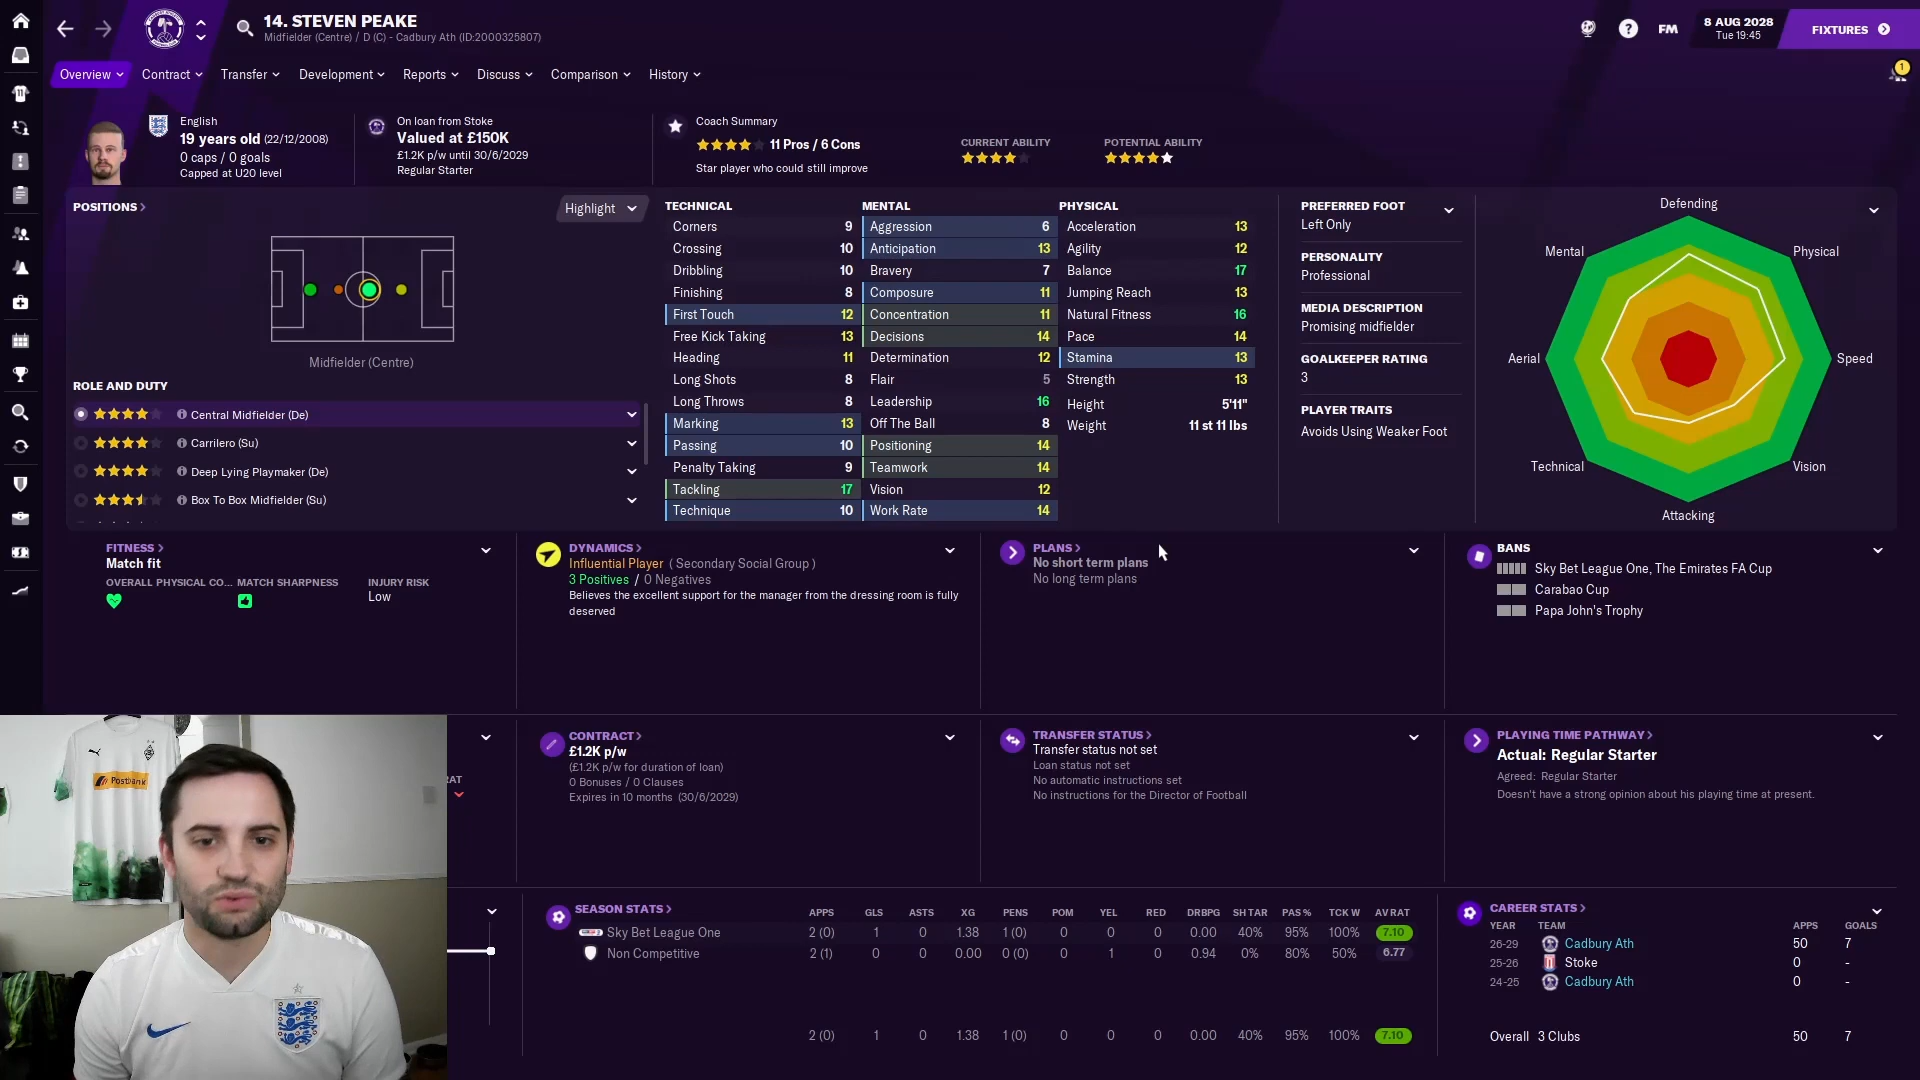 14. STEVEN PEAKE
Midfielder (Centre) / D (C) - Cadbury Ath (ID:2000325807)
FM
8 AUG 2028
Tue 19:45
FIXTURES
1
Overview
Contract
Transfer
Development
Reports
Discuss
Comparison
History
English
19 years old (22/12/2008)
0 caps / 0 goals
Capped at U20 level
On loan from Stoke
Valued at £150K
£1.2K p/w until 30/6/2029
Regular Starter
Coach Summary
11 Pros / 6 Cons
Star player who could still improve
CURRENT ABILITY
POTENTIAL ABILITY
POSITIONS
Highlight
Midfielder (Centre)
ROLE AND DUTY
Central Midfielder (De)
Carrilero (Su)
Deep Lying Playmaker (De)
Box To Box Midfielder (Su)
TECHNICAL
Corners 9
Crossing 10
Dribbling 10
Finishing 8
First Touch 12
Free Kick Taking 13
Heading 11
Long Shots 8
Long Throws 8
Marking 13
Passing 10
Penalty Taking 9
Tackling 17
Technique 10
MENTAL
Aggression 6
Anticipation 13
Bravery 7
Composure 11
Concentration 11
Decisions 14
Determination 12
Flair 5
Leadership 16
Off The Ball 8
Positioning 14
Teamwork 14
Vision 12
Work Rate 14
PHYSICAL
Acceleration 13
Agility 12
Balance 17
Jumping Reach 13
Natural Fitness 16
Pace 14
Stamina 13
Strength 13
Height 5'11"
Weight 11 st 11 lbs
PREFERRED FOOT
Left Only
PERSONALITY
Professional
MEDIA DESCRIPTION
Promising midfielder
GOALKEEPER RATING
3
PLAYER TRAITS
Avoids Using Weaker Foot
Defending
Mental
Physical
Aerial
Speed
Technical
Vision
Attacking
FITNESS
Match fit
OVERALL PHYSICAL CO... MATCH SHARPNESS INJURY RISK
Low
DYNAMICS
Influential Player ( Secondary Social Group )
3 Positives / 0 Negatives
Believes the excellent support for the manager from the dressing room is fully
deserved
PLANS
No short term plans
No long term plans
BANS
Sky Bet League One, The Emirates FA Cup
Carabao Cup
Papa John's Trophy
RAT
CONTRACT
£1.2K p/w
(£1.2K p/w for duration of loan)
0 Bonuses / 0 Clauses
Expires in 10 months (30/6/2029)
TRANSFER STATUS
Transfer status not set
Loan status not set
No automatic instructions set
No instructions for the Director of Football
PLAYING TIME PATHWAY
Actual: Regular Starter
Agreed: Regular Starter
Doesn't have a strong opinion about his playing time at present.
Postbank
SEASON STATS APPS GLS ASTS XG PENS POM YEL RED DRBPG SH TAR PAS % TCK W AV RAT
Sky Bet League One 2 (0) 1 0 1.38 1 (0) 0 0 0 0.00 40% 95% 100% 7.10
Non Competitive 2 (1) 0 0 0.00 0 (0) 0 1 0 0.94 0% 80% 50% 6.77
2 (0) 1 0 1.38 1 (0) 0 0 0 0.00 40% 95% 100% 7.10
CAREER STATS
YEAR TEAM APPS GOALS
26-29 Cadbury Ath 50 7
25-26 Stoke 0 -
24-25 Cadbury Ath 0 -
Overall 3 Clubs 50 7